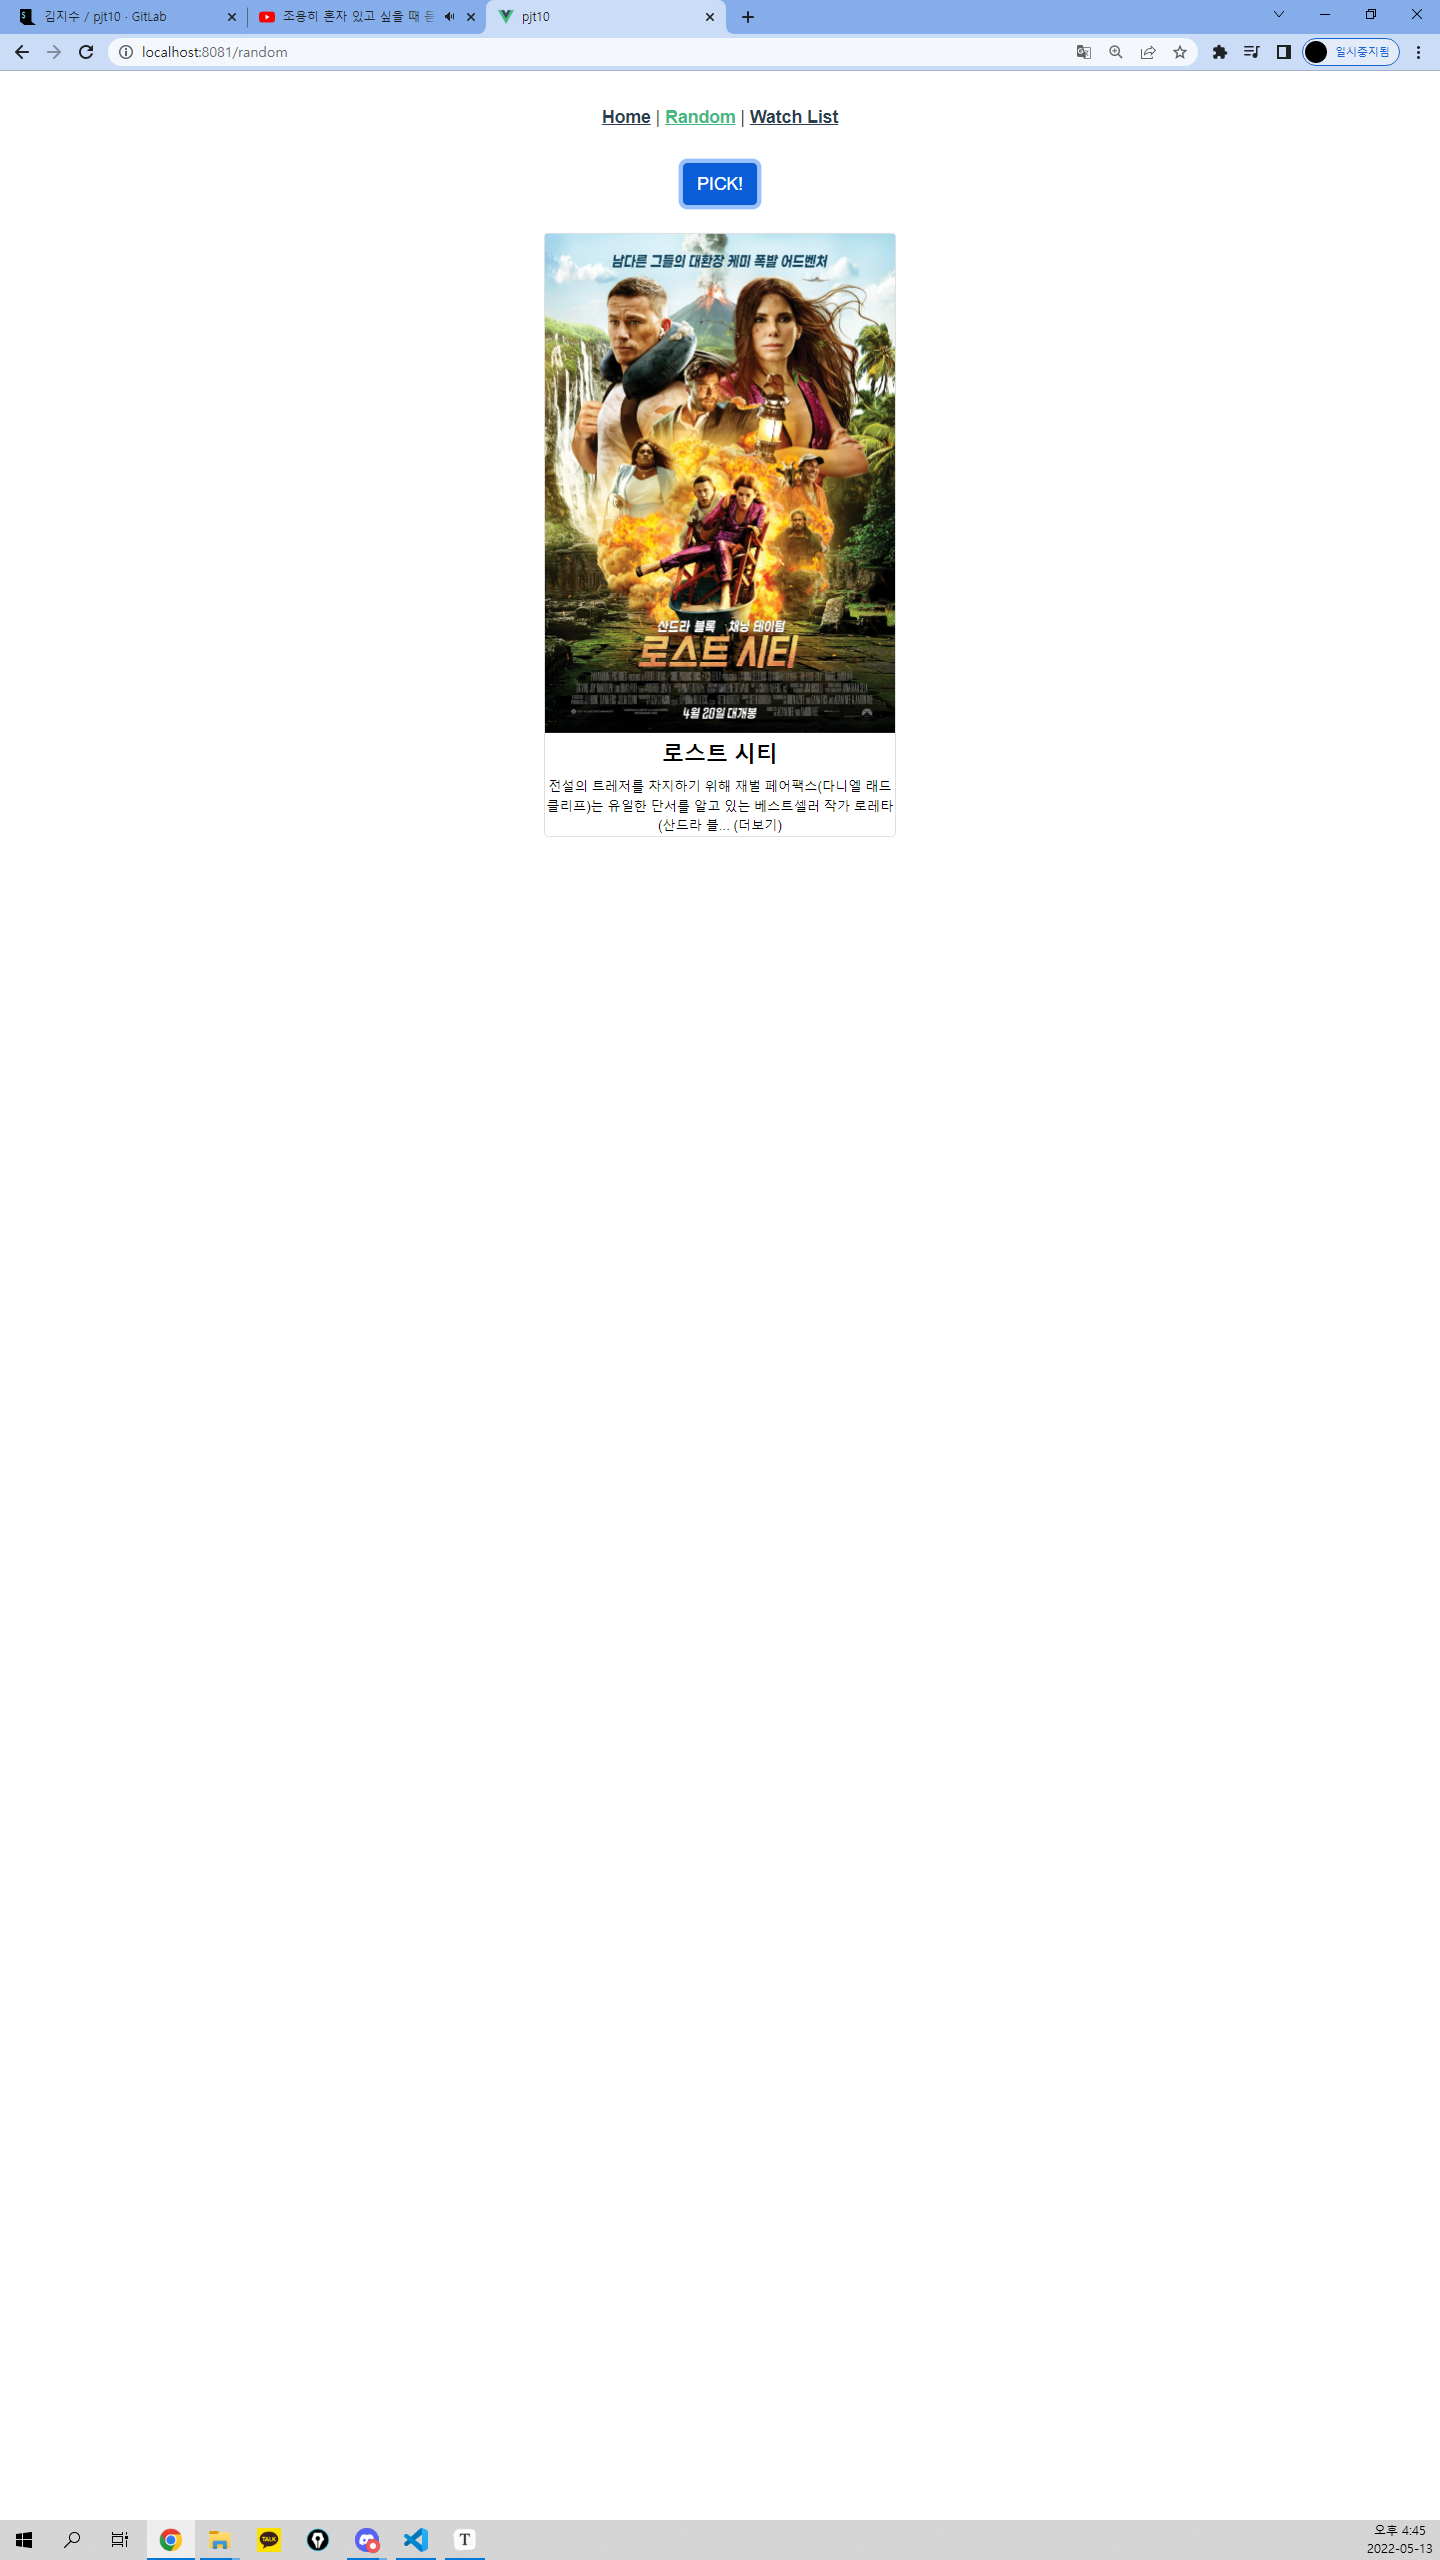 김지수 / pjt10 · GitLab
조용히 혼자 있고 싶을 때 듣
pjt10
localhost:8081/random
일시중지됨
Home | Random | Watch List
PICK!
남다른 그들의 대환장 케미 폭발 어드벤처
산드라 블록 채닝 테이텀
로스트 시티
4월 20일 대개봉
로스트 시티
전설의 트레저를 차지하기 위해 재벌 페어팩스(다니엘 래드
클리프)는 유일한 단서를 알고 있는 베스트셀러 작가 로레타
(산드라 블... (더보기)
TALK
T
오후 4:45
2022-05-13